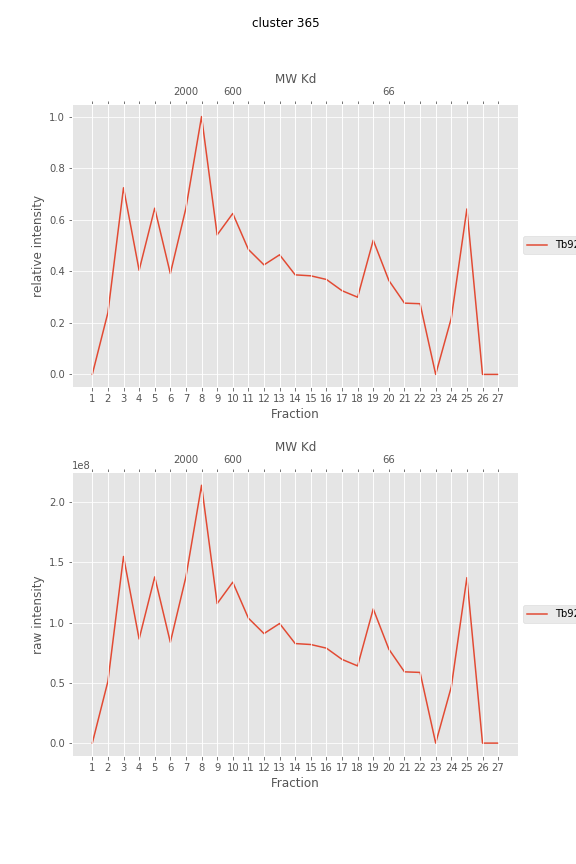 cluster 365
MW Kd
2000 600 66
1.0
0.8
0.6
0.4
0.2
0.0
relative intensity
Tb92
1 2 3 4 5 6 7 8 9 10 11 12 13 14 15 16 17 18 19 20 21 22 23 24 25 26 27
Fraction
MW Kd
1e8
2000 600 66
2.0
1.5
1.0
0.5
0.0
raw intensity
Tb92
1 2 3 4 5 6 7 8 9 10 11 12 13 14 15 16 17 18 19 20 21 22 23 24 25 26 27
Fraction